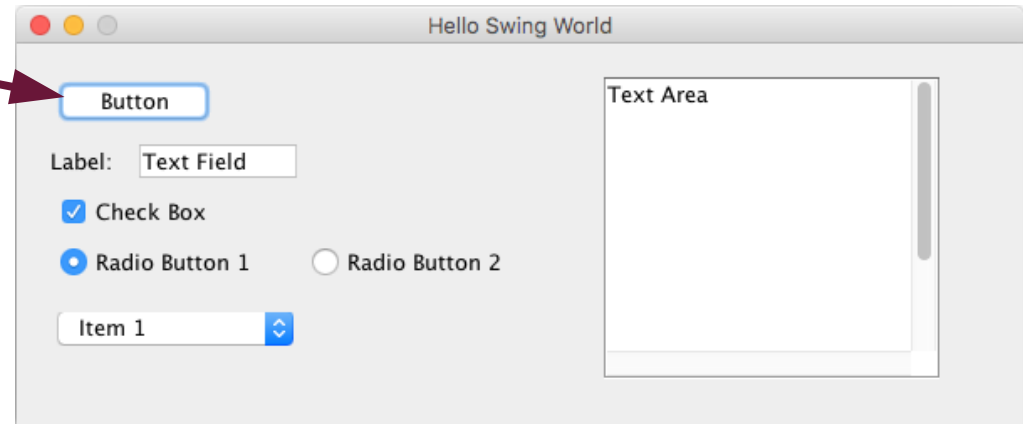 Hello Swing World
Button
Label: Text Field
Check Box
Radio Button 1 Radio Button 2
Item 1
Text Area